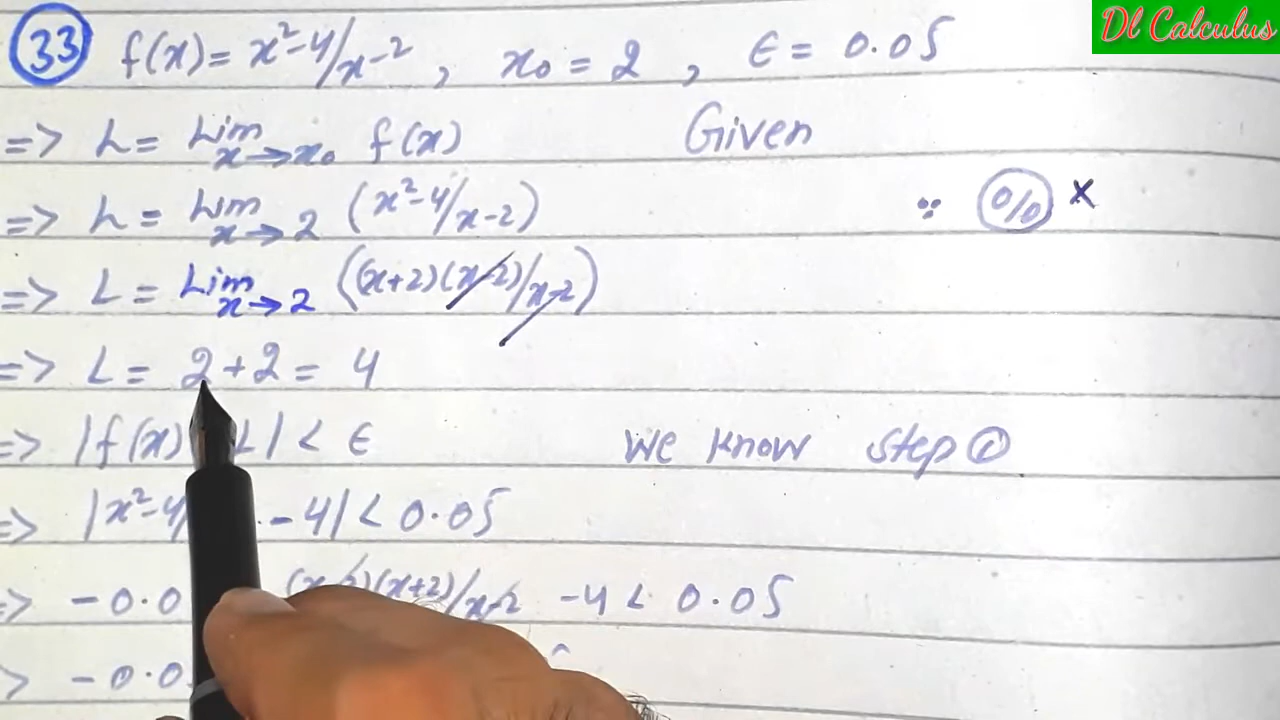 Dl Calculus
33 f(x) = x²-4/x-2 , x₀ = 2 , ϵ = 0.05
=> L = Lim x→x₀ f(x) Given
=> L = Lim x→2 (x²-4/x-2) ∵ 0/0 ×
=> L = Lim x→2 ((x+2)(x-2)/x-2)
=> L = 2+2 = 4
=> |f(x) L| < ϵ We know step ①
=> |x²-4/ - 4| < 0.05
=> -0.0 (x-2)(x+2)/x-2 -4 < 0.05
=> -0.0